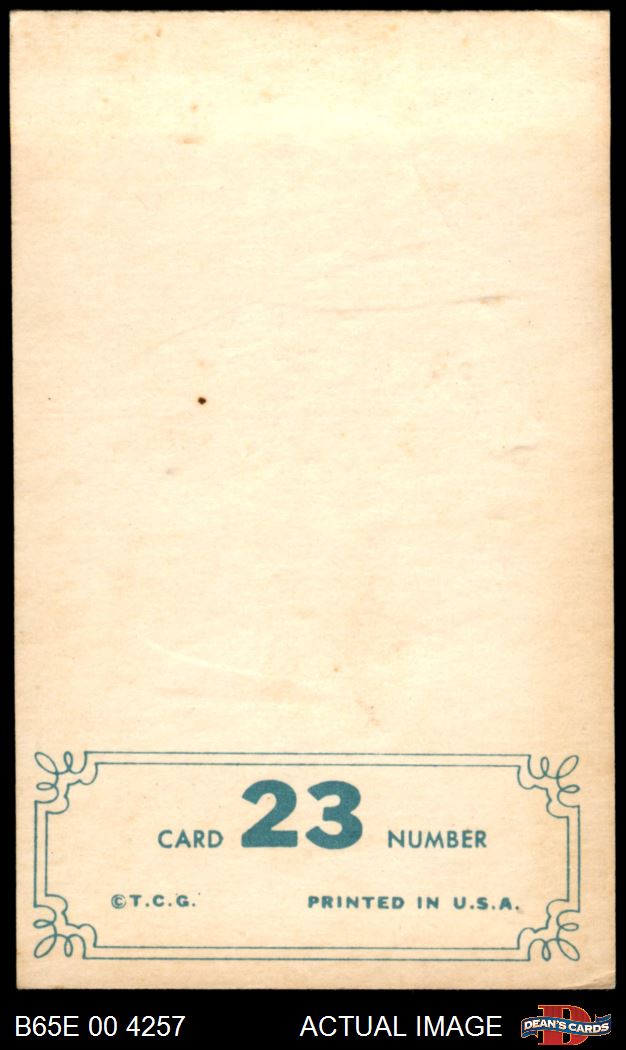 CARD 23 NUMBER
©T.C.G. PRINTED IN U.S.A.
B65E 00 4257 ACTUAL IMAGE D DEAN'S CARDS